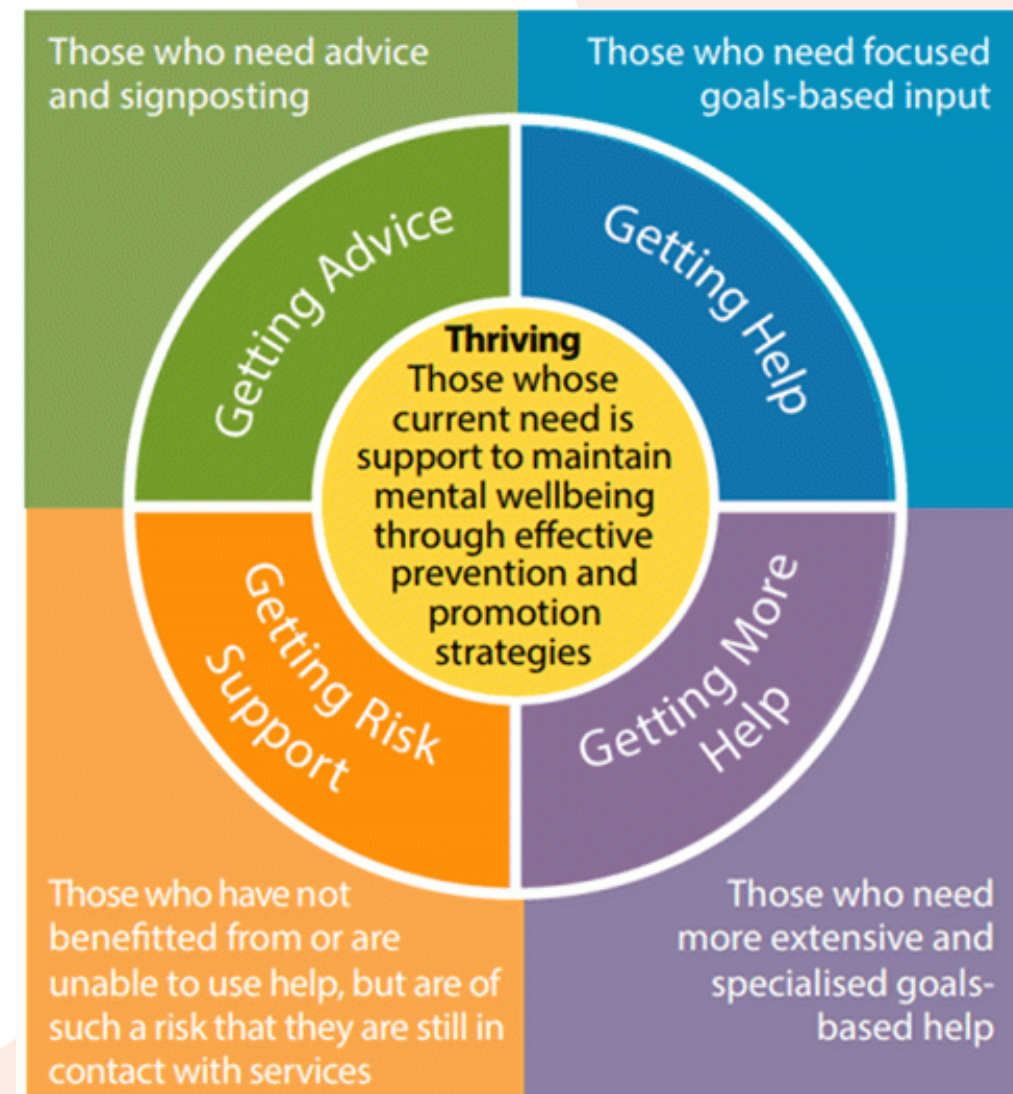 Those who need advice
and signposting
Those who need focused
goals-based input
Getting Advice
Getting Help
Thriving
Those whose
current need is
support to maintain
mental wellbeing
through effective
prevention and
promotion
strategies
Getting Risk
Support
Getting More
Help
Those who have not
benefitted from or are
unable to use help, but are of
such a risk that they are still in
contact with services
Those who need
more extensive and
specialised goals-
based help